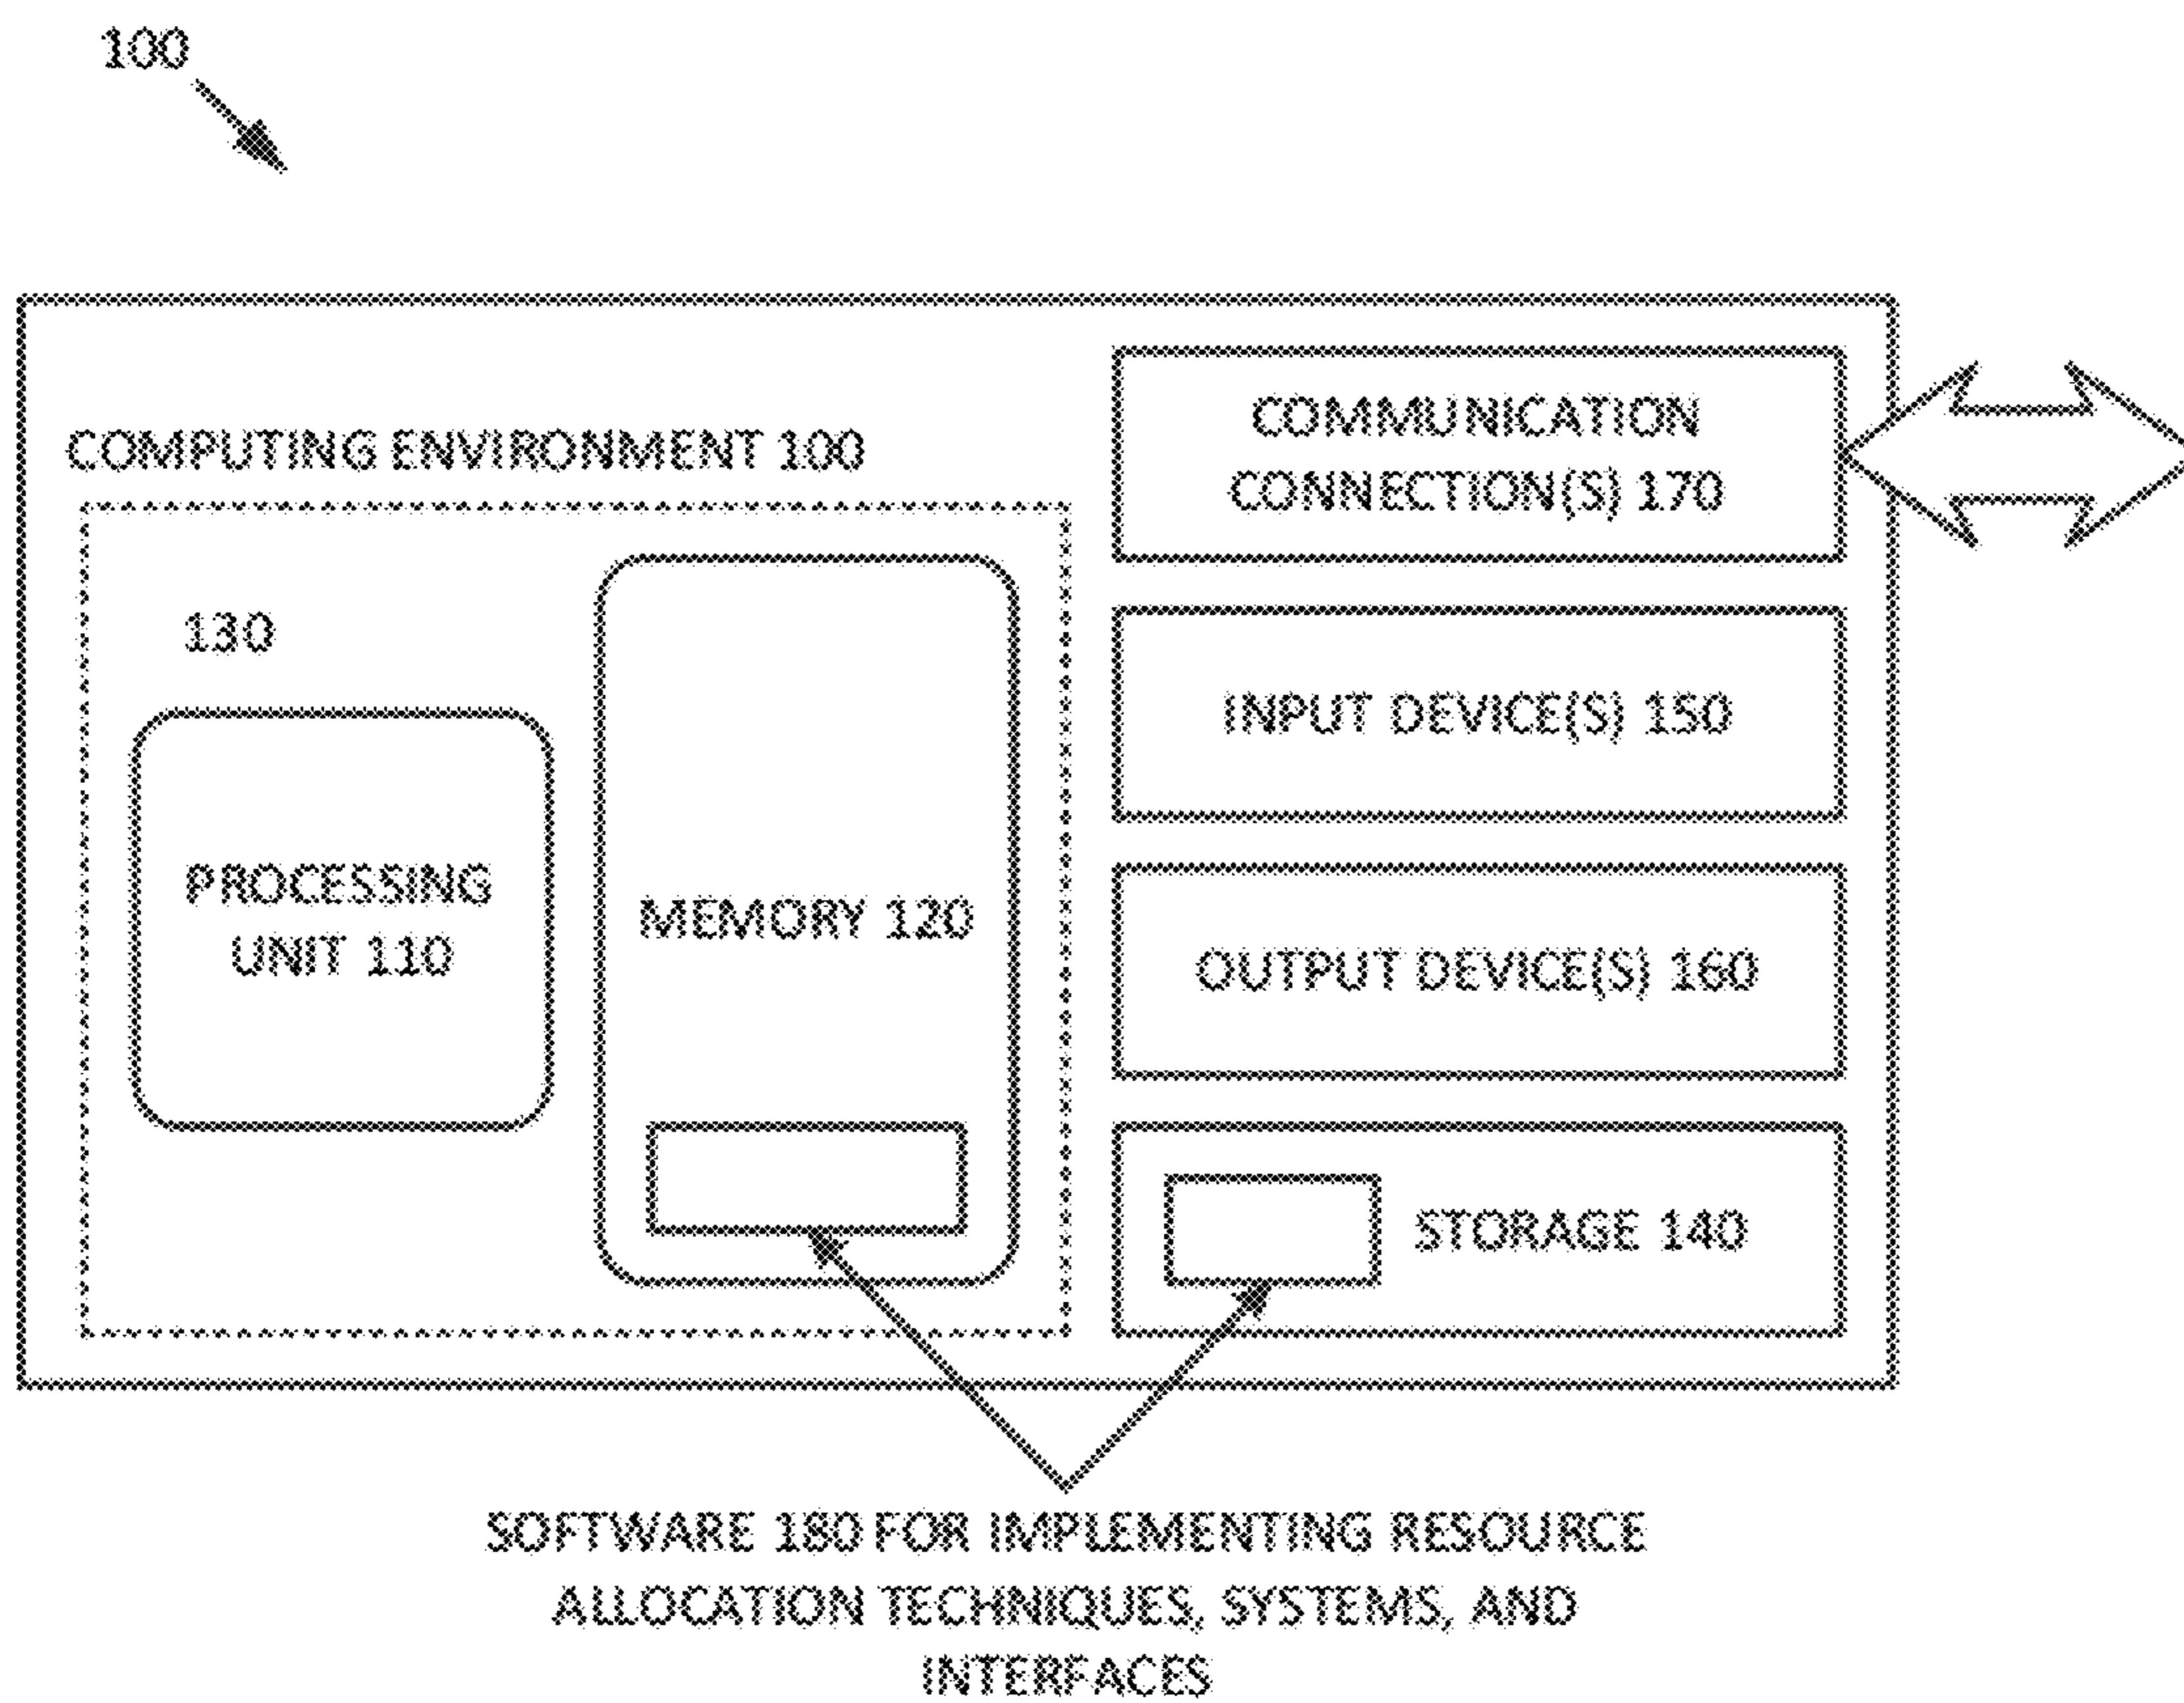 100
COMPUTING ENVIRONMENT 100
130
PROCESSING
UNIT 110
MEMORY 120
COMMUNICATION
CONNECTION(S) 170
INPUT DEVICE(S) 150
OUTPUT DEVICE(S) 160
STORAGE 140
SOFTWARE 180 FOR IMPLEMENTING RESOURCE
ALLOCATION TECHNIQUES, SYSTEMS, AND
INTERFACES